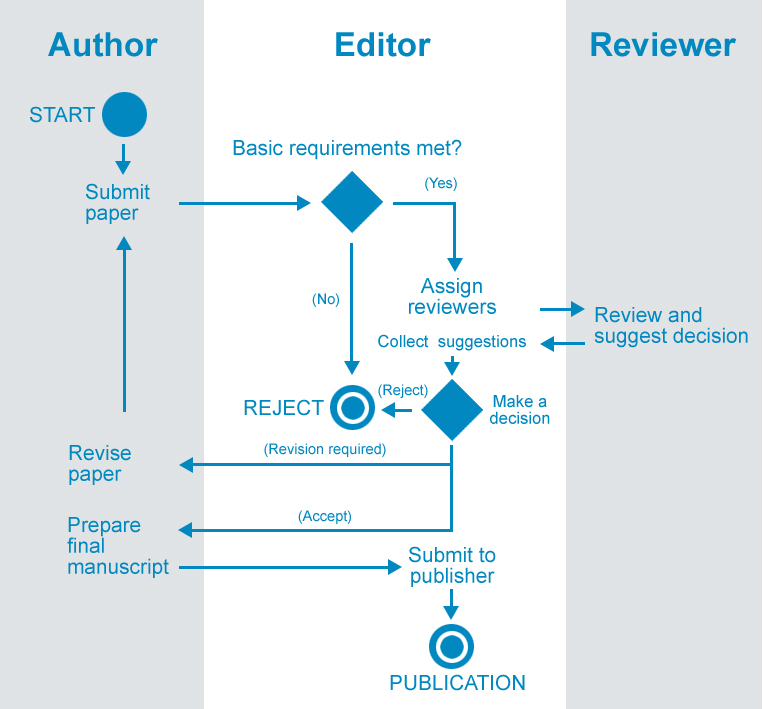 Author
Editor
Reviewer
START
Basic requirements met?
Submit
paper
(Yes)
(No)
Assign
reviewers
Review and
suggest decision
Collect suggestions
(Reject)
REJECT
Make a
decision
Revise
paper
(Revision required)
(Accept)
Prepare
final
manuscript
Submit to
publisher
PUBLICATION